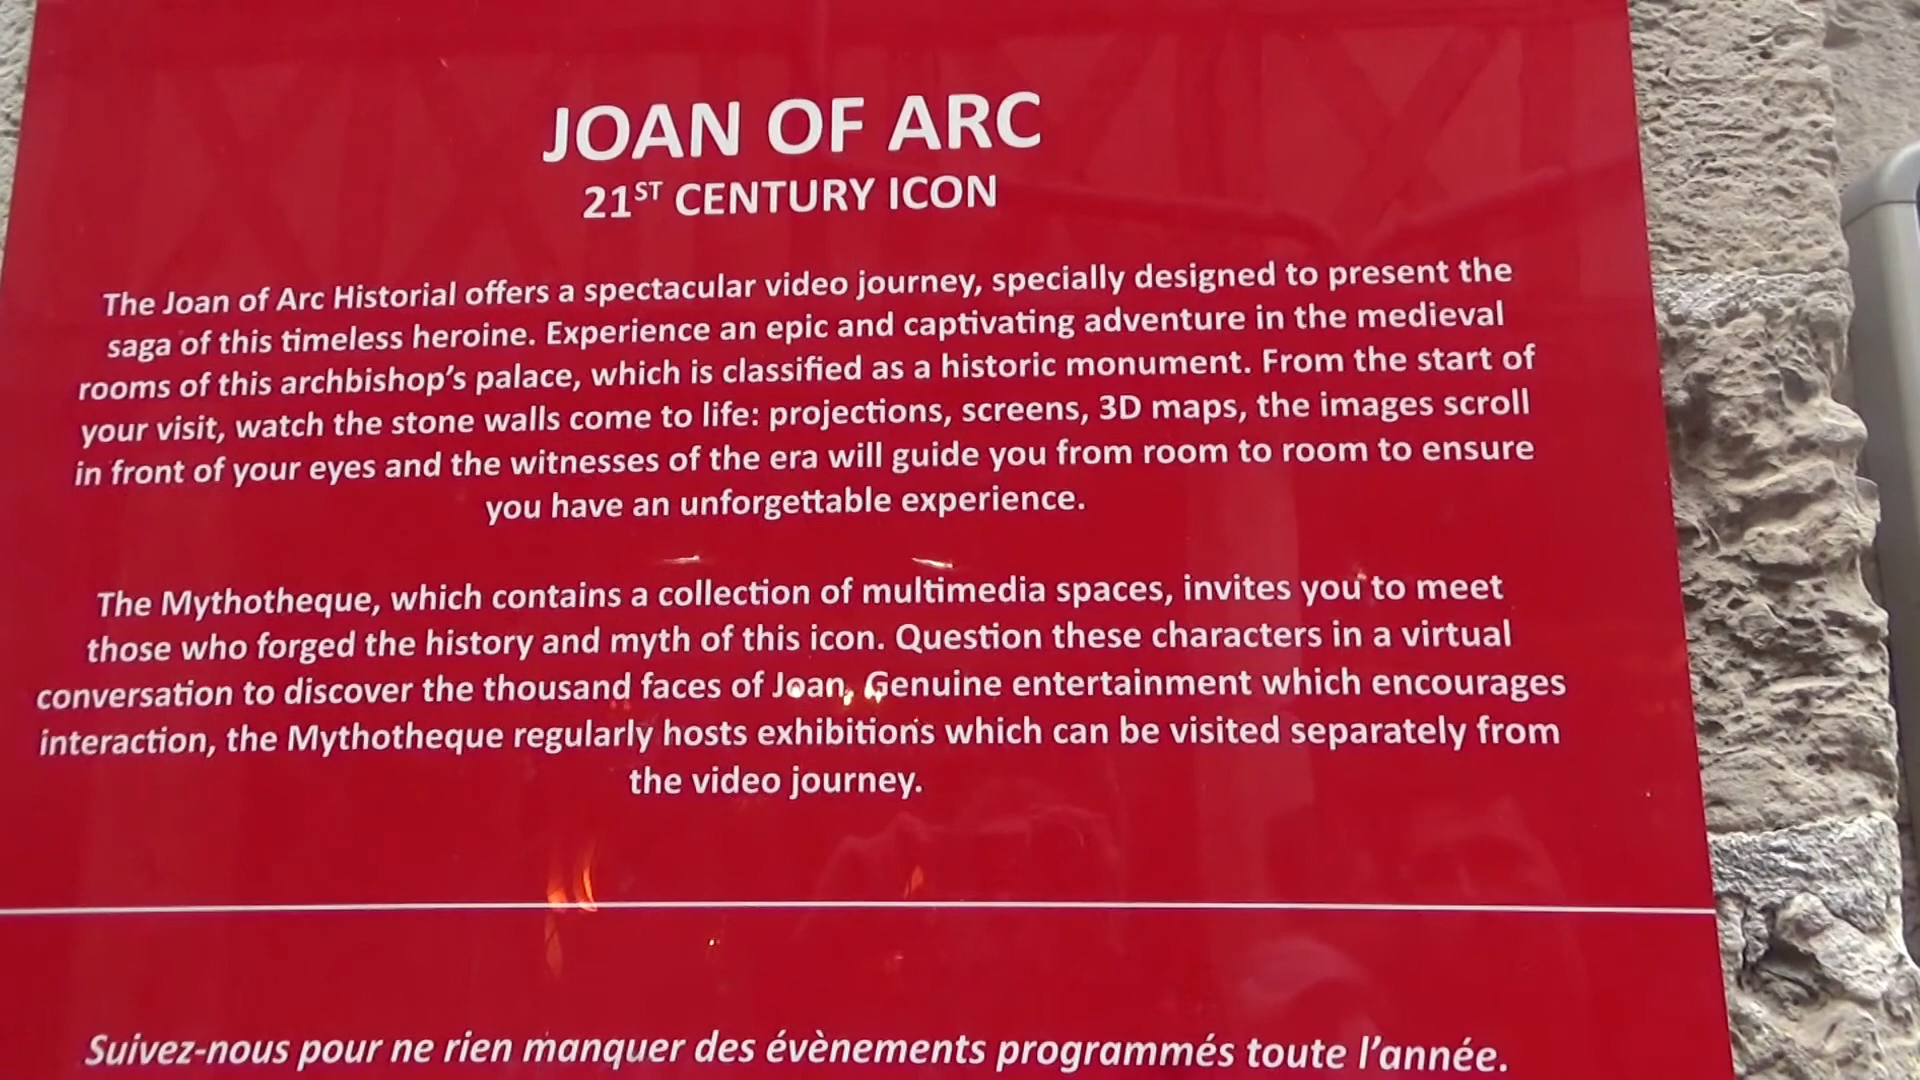 JOAN OF ARC
21ST CENTURY ICON
The Joan of Arc Historial offers a spectacular video journey, specially designed to present the
saga of this timeless heroine. Experience an epic and captivating adventure in the medieval
rooms of this archbishop's palace, which is classified as a historic monument. From the start of
your visit, watch the stone walls come to life: projections, screens, 3D maps, the images scroll
in front of your eyes and the witnesses of the era will guide you from room to room to ensure
you have an unforgettable experience.
The Mythotheque, which contains a collection of multimedia spaces, invites you to meet
those who forged the history and myth of this icon. Question these characters in a virtual
conversation to discover the thousand faces of Joan. Genuine entertainment which encourages
interaction, the Mythotheque regularly hosts exhibitions which can be visited separately from
the video journey.
Suivez-nous pour ne rien manquer des évènements programmés toute l'année.